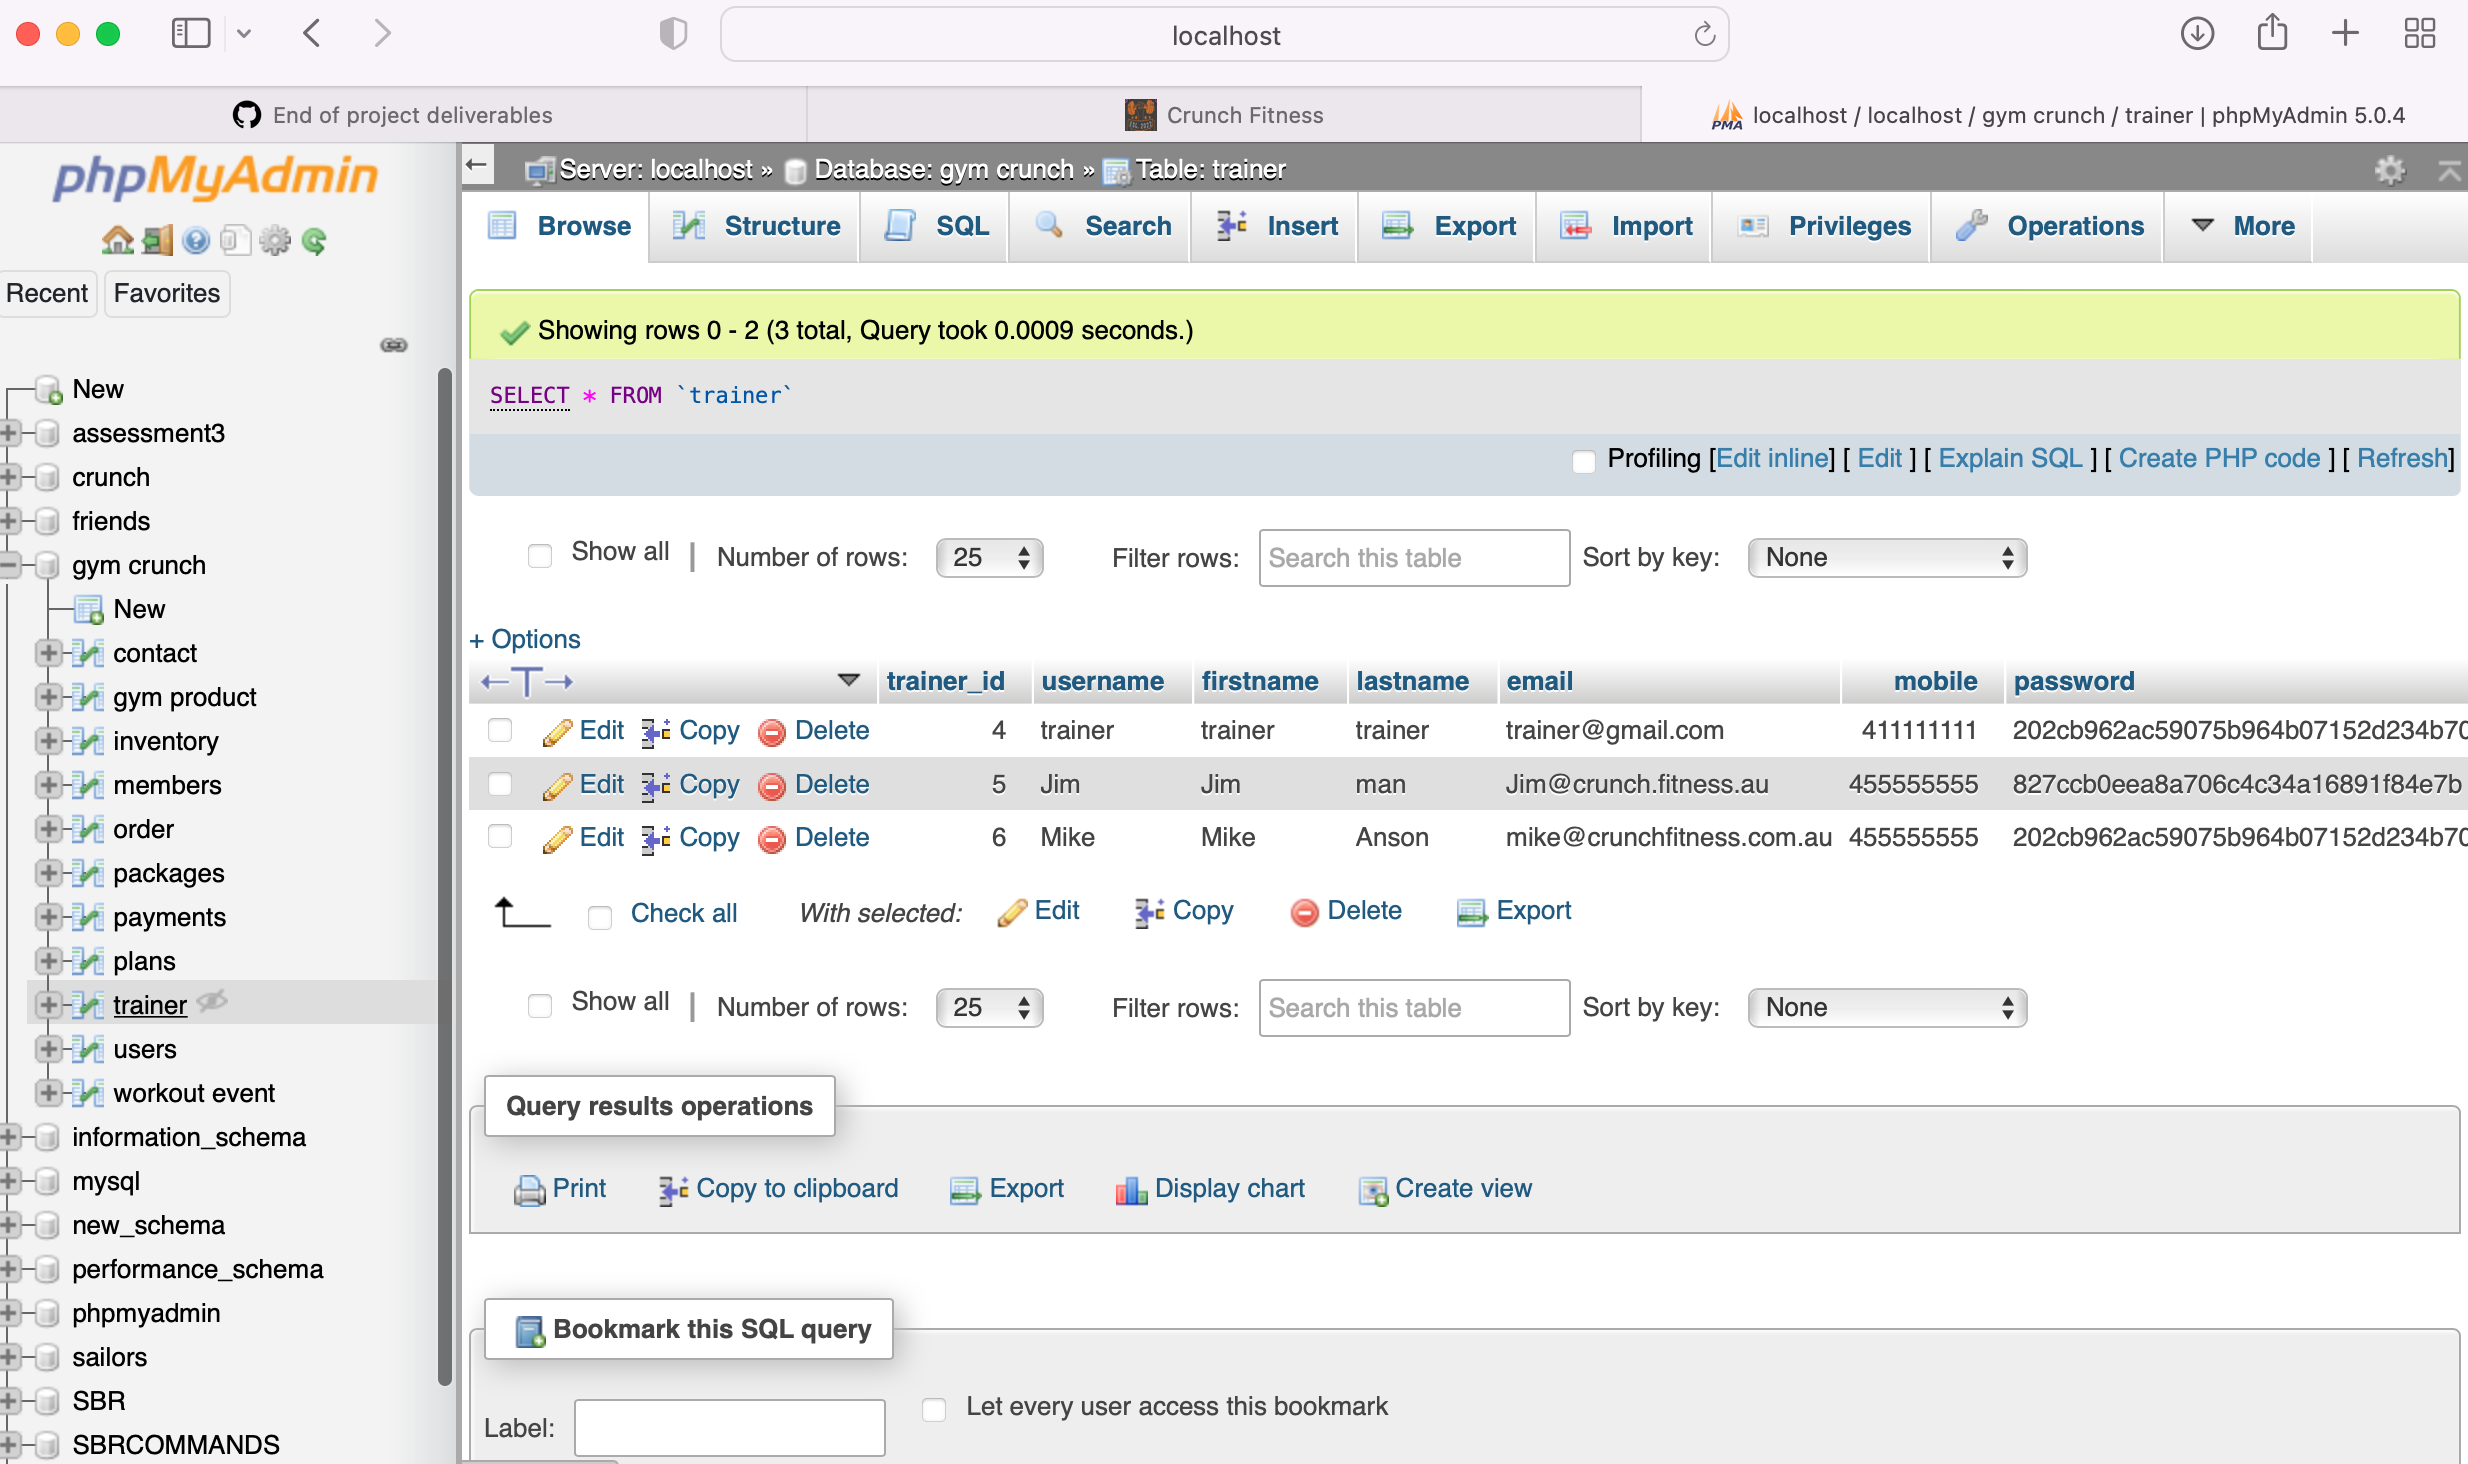 localhost
End of project deliverables
Crunch Fitness
PMA localhost / localhost / gym crunch / trainer | phpMyAdmin 5.0.4
phpMyAdmin
Recent Favorites
New
assessment3
crunch
friends
gym crunch
New
contact
gym product
inventory
members
order
packages
payments
plans
trainer
users
workout event
information_schema
mysql
new_schema
performance_schema
phpmyadmin
sailors
SBR
SBRCOMMANDS
Server: localhost » Database: gym crunch » Table: trainer
Browse Structure SQL Search Insert Export Import Privileges Operations More
Showing rows 0 - 2 (3 total, Query took 0.0009 seconds.)
SELECT * FROM `trainer`
Profiling [Edit inline] [ Edit ] [ Explain SQL ] [ Create PHP code ] [ Refresh]
Show all | Number of rows: 25 Filter rows: Search this table Sort by key: None
+ Options
←T→ trainer_id username firstname lastname email mobile password
Edit Copy Delete 4 trainer trainer trainer trainer@gmail.com 411111111 202cb962ac59075b964b07152d234b70
Edit Copy Delete 5 Jim Jim man Jim@crunch.fitness.au 455555555 827ccb0eea8a706c4c34a16891f84e7b
Edit Copy Delete 6 Mike Mike Anson mike@crunchfitness.com.au 455555555 202cb962ac59075b964b07152d234b70
Check all With selected: Edit Copy Delete Export
Show all | Number of rows: 25 Filter rows: Search this table Sort by key: None
Query results operations
Print Copy to clipboard Export Display chart Create view
Bookmark this SQL query
Label: Let every user access this bookmark